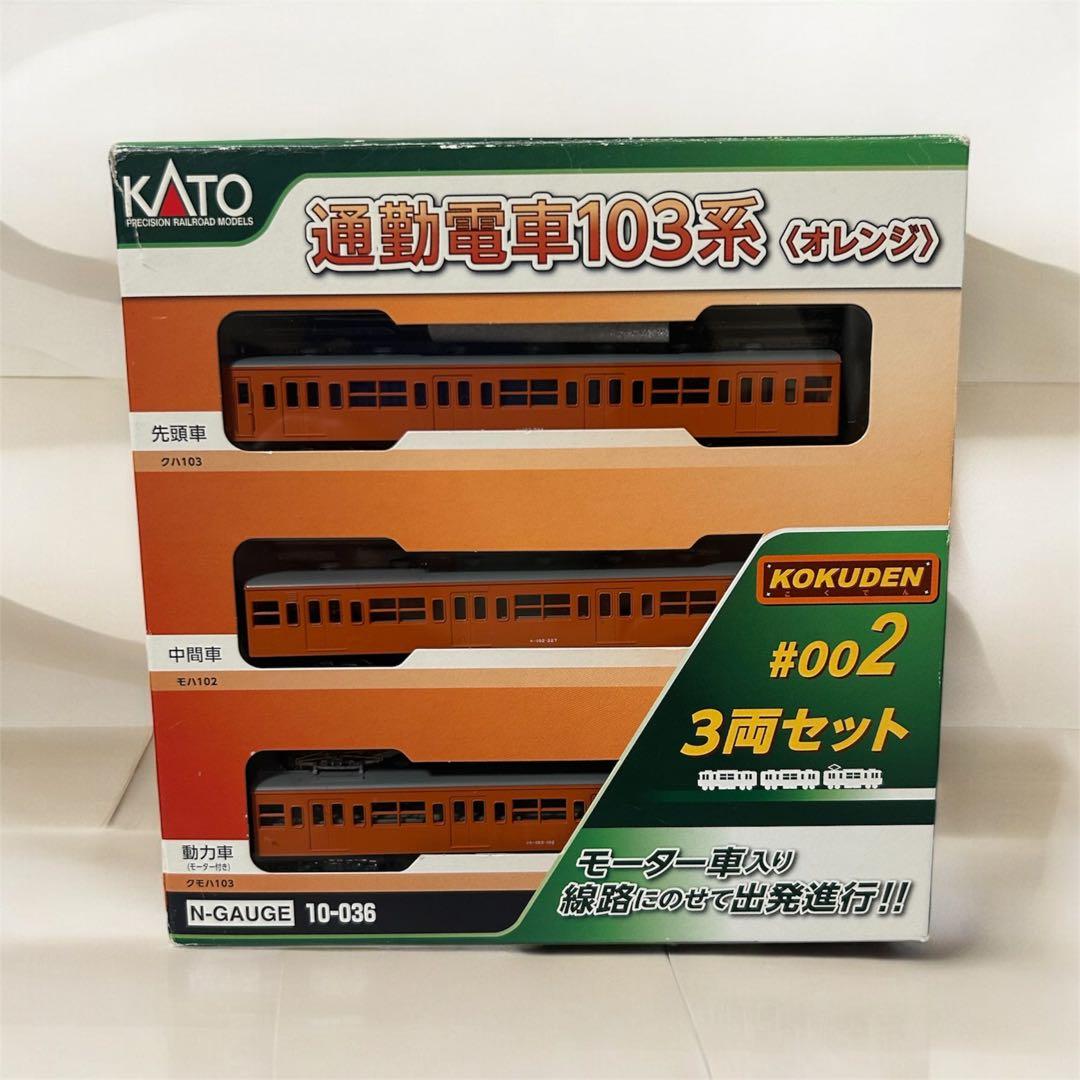 KATO
PRECISION RAILROAD MODELS
通勤電車103系 〈オレンジ〉
先頭車
クハ103
中間車
モハ102
KOKUDEN
こくでん
#002
3両セット
動力車
(モーター付き)
クモハ103
モーター車入り
線路にのせて出発進行!!
N-GAUGE 10-036